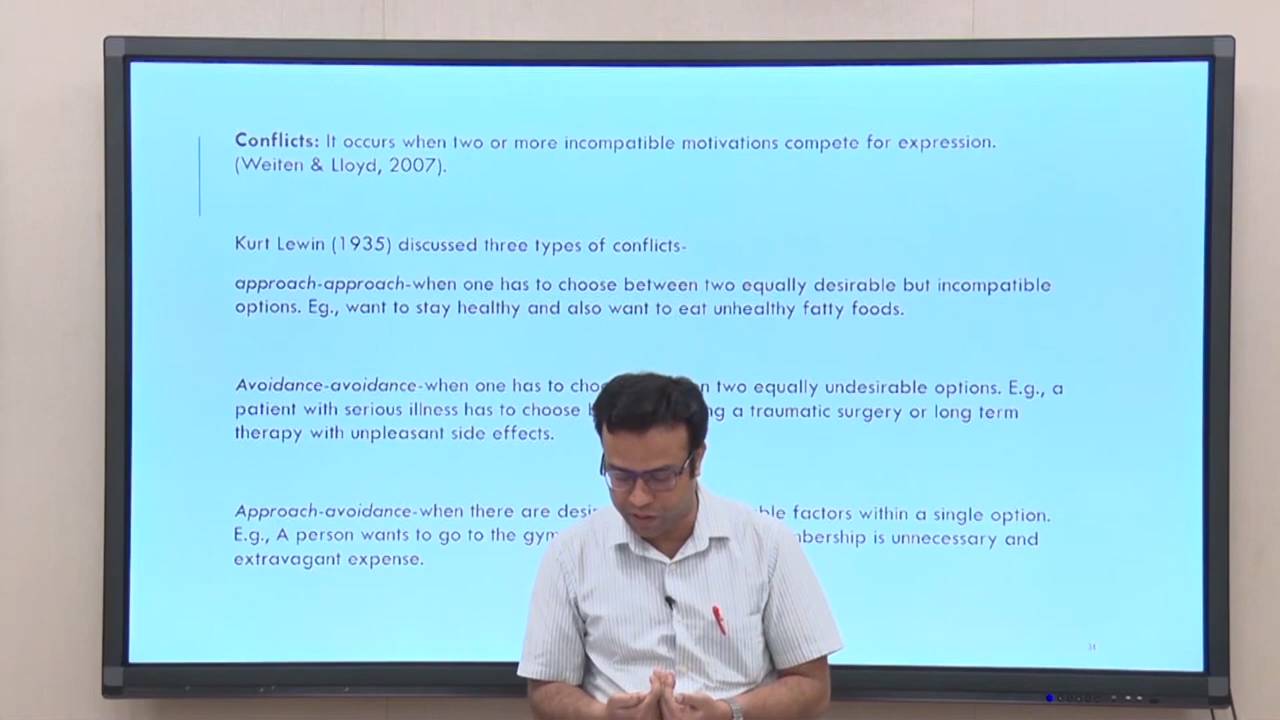 Conflicts: It occurs when two or more incompatible motivations compete for expression.
(Weiten & Lloyd, 2007).
Kurt Lewin (1935) discussed three types of conflicts-
approach-approach-when one has to choose between two equally desirable but incompatible
options. Eg., want to stay healthy and also want to eat unhealthy fatty foods.
Avoidance-avoidance-when one has to two equally undesirable options. E.g., a
patient with serious illness has to choose a traumatic surgery or long term
therapy with unpleasant side effects.
Approach-avoidance-when there are factors within a single option.
E.g., A person wants to go to the gym is unnecessary and
extravagant expense.
31